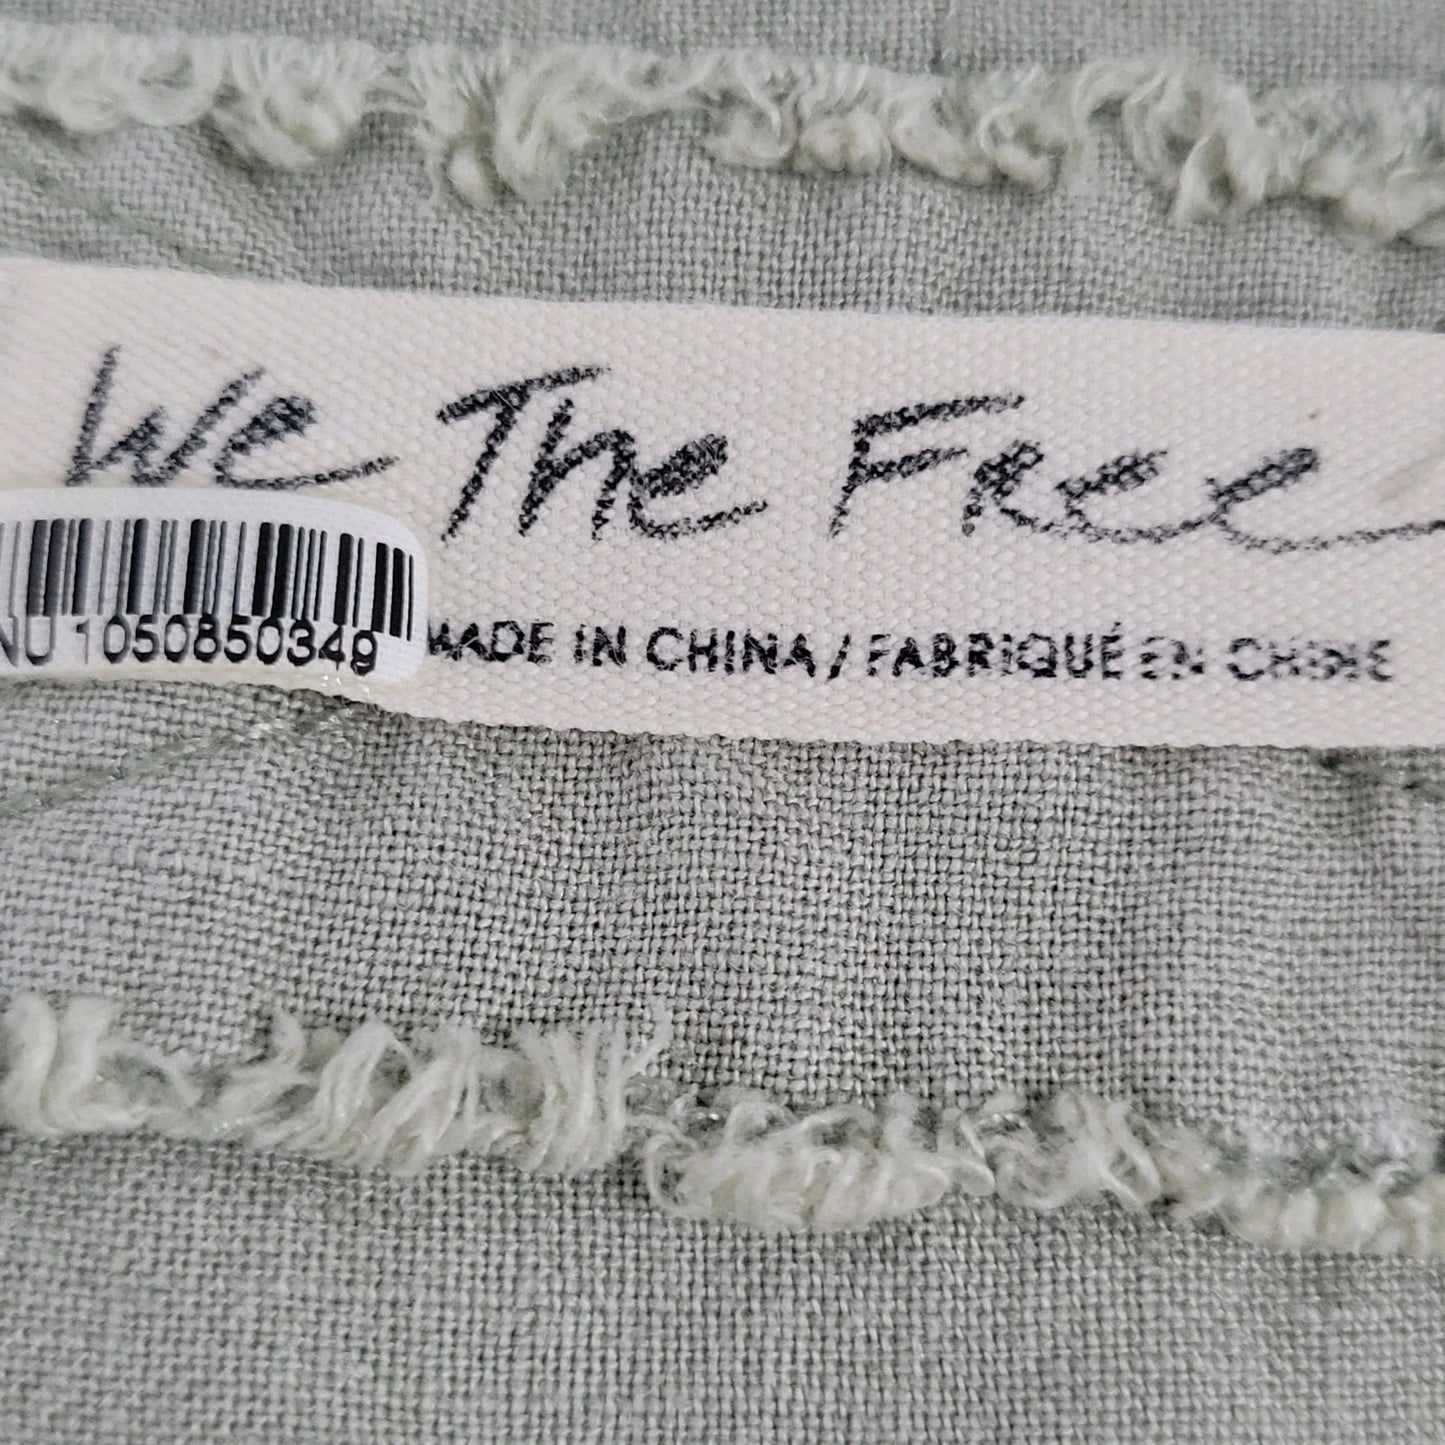 We The Free
NU 1050850349
MADE IN CHINA / FABRIQUÉ EN CHINE